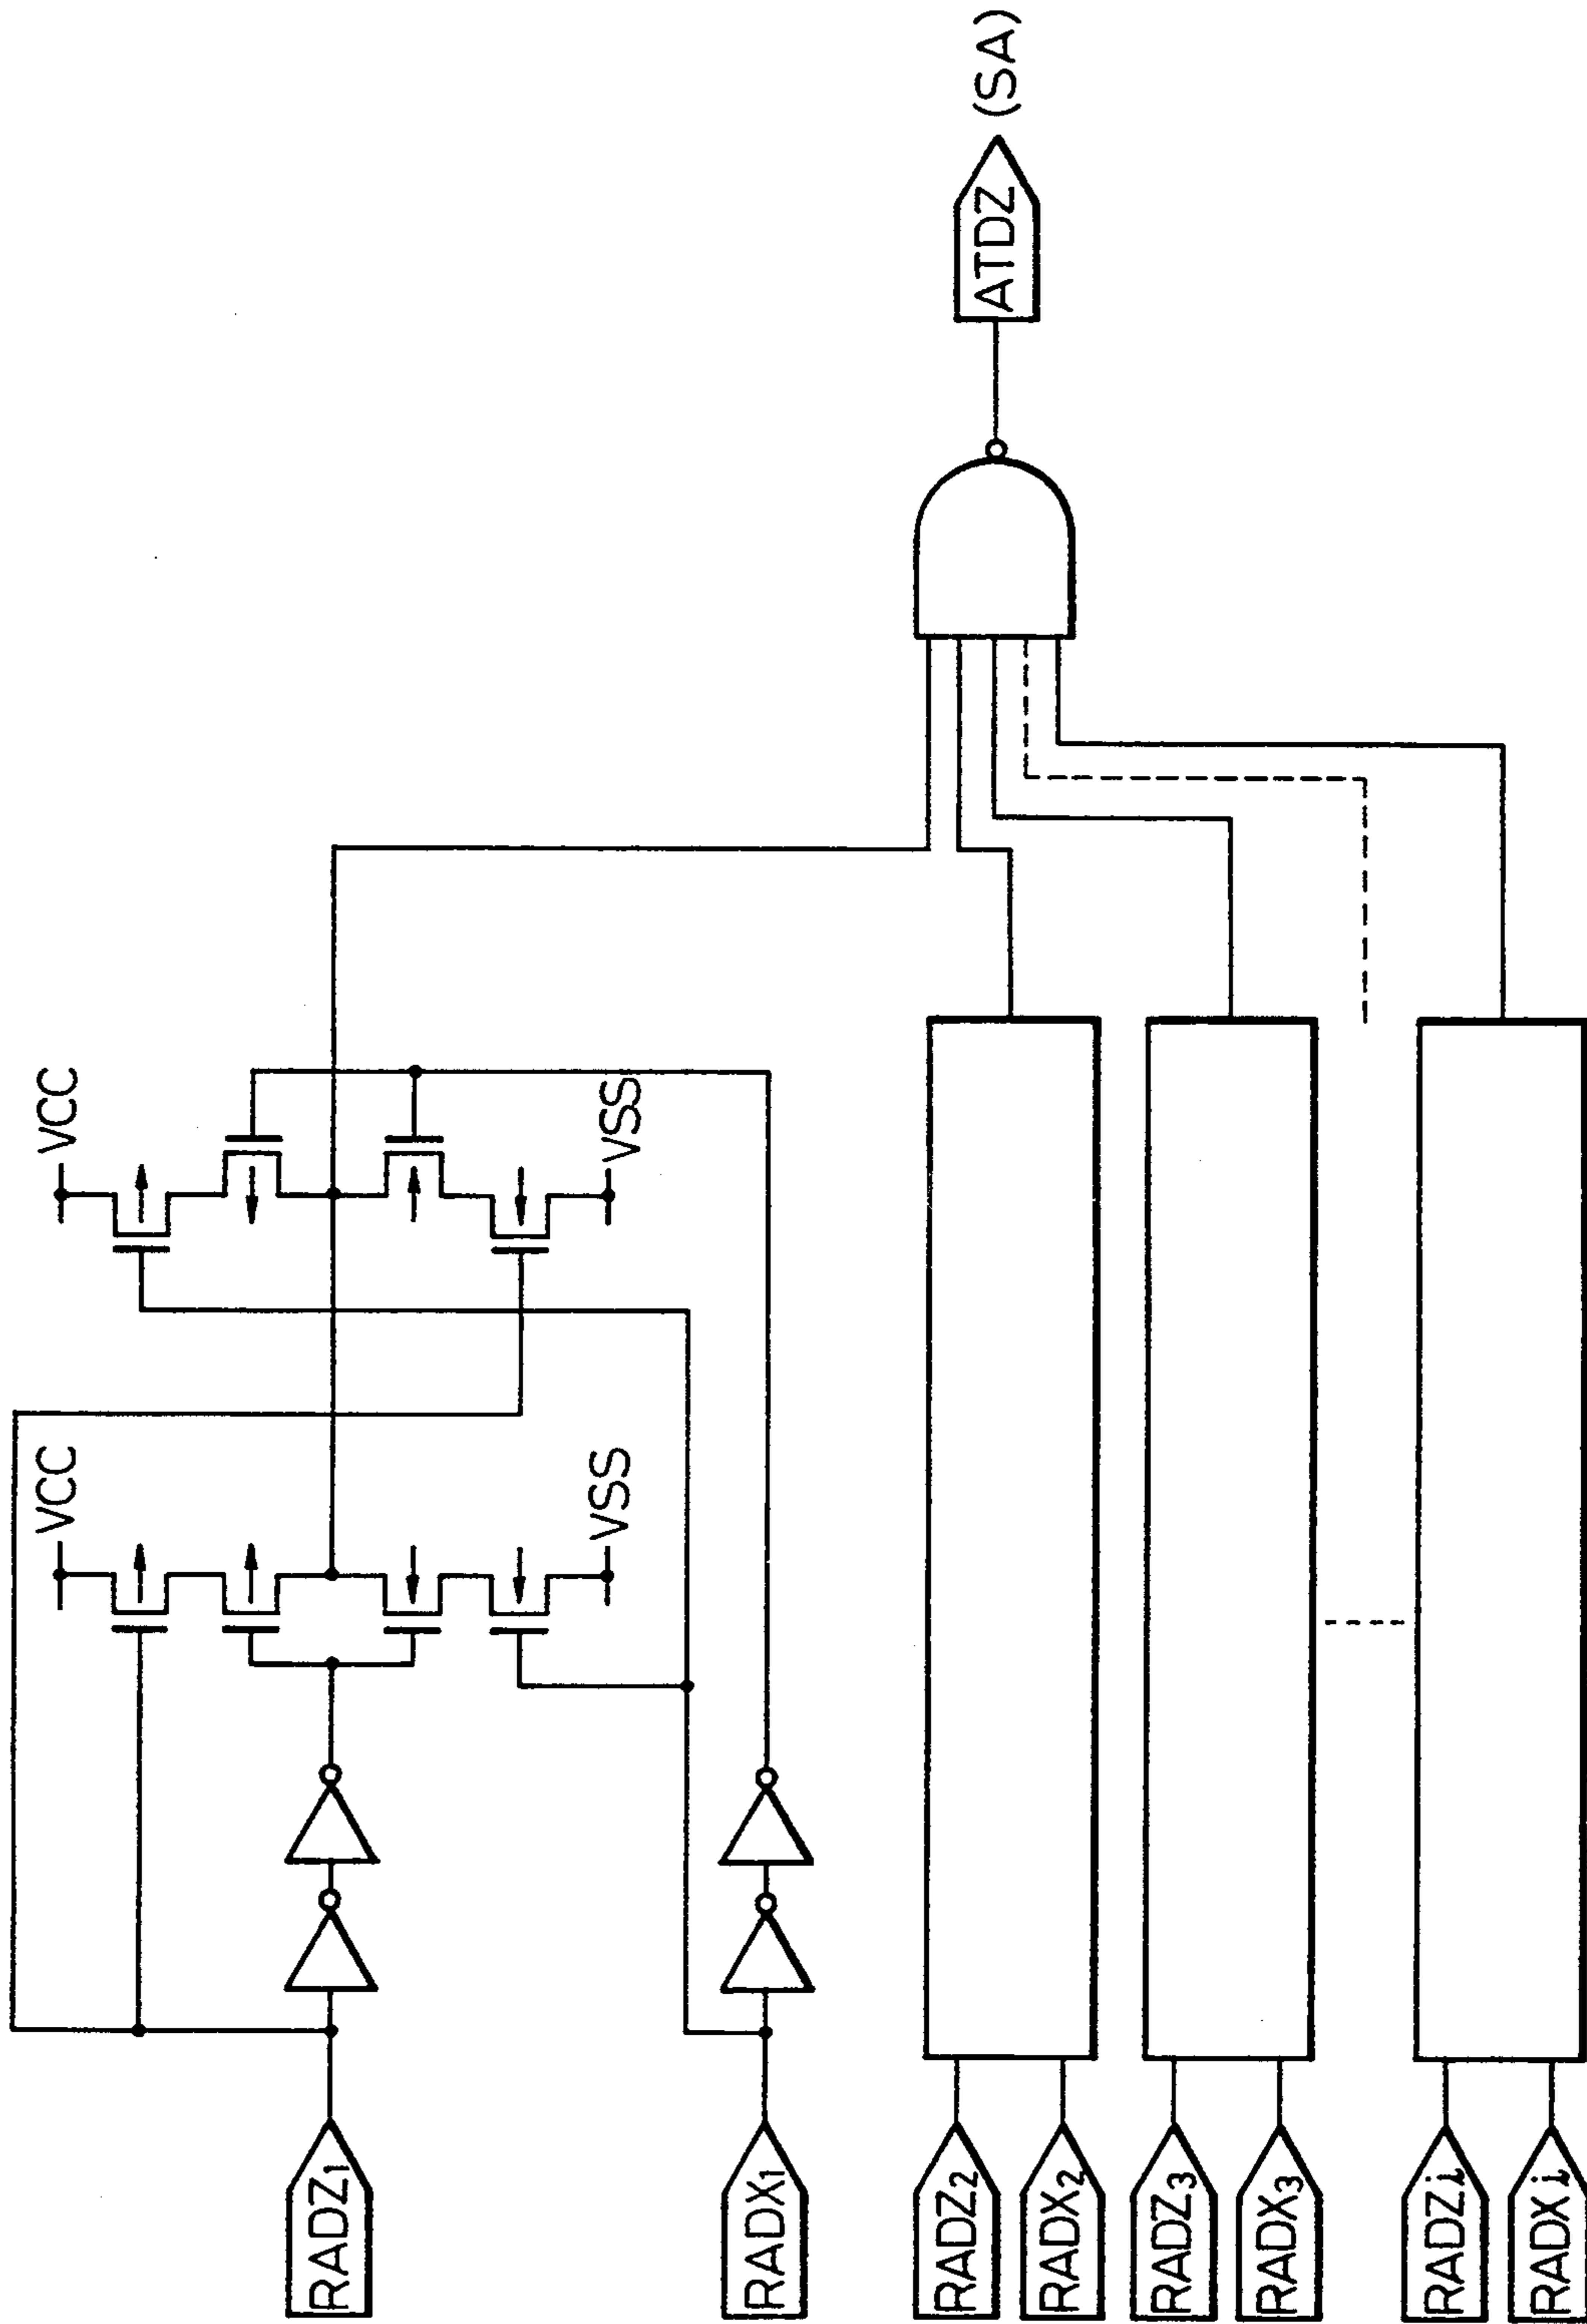 VCC
VCC
VSS
VSS
RADZ1
RADX1
RADZ2
RADX2
RADZ3
RADX3
RADZi
RADXi
ATDZ
(SA)